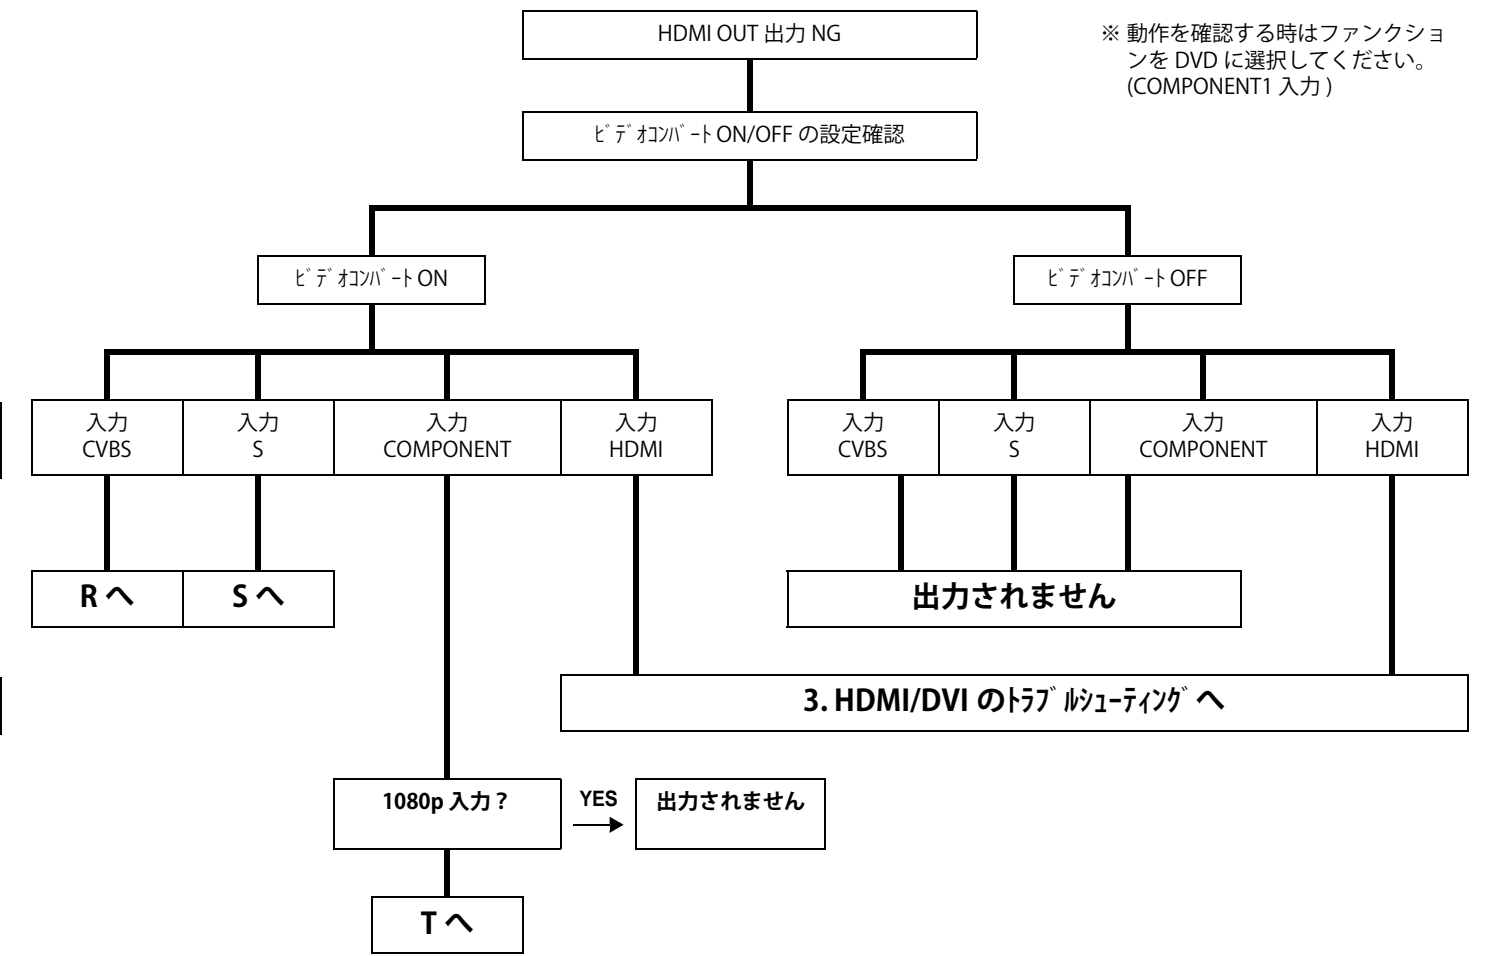 HDMI OUT 出力 NG
※ 動作を確認する時はファンクショ
ンを DVD に選択してください。
(COMPONENT1 入力 )
ﾋﾞﾃﾞｵｺﾝﾊﾞｰﾄ ON/OFF の設定確認
ﾋﾞﾃﾞｵｺﾝﾊﾞｰﾄ ON
ﾋﾞﾃﾞｵｺﾝﾊﾞｰﾄ OFF
入力
CVBS
入力
S
入力
COMPONENT
入力
HDMI
入力
CVBS
入力
S
入力
COMPONENT
入力
HDMI
R へ
S へ
出力されません
3. HDMI/DVI のﾄﾗﾌﾞﾙｼｭｰﾃｨﾝｸﾞ へ
1080p 入力 ?
YES
出力されません
T へ